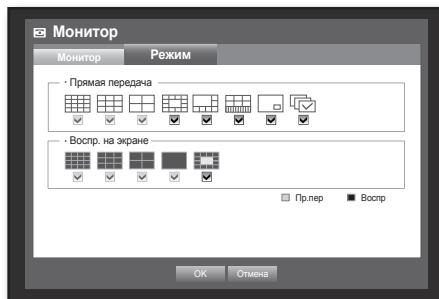 Монитор
Монитор Режим
· Прямая передача
· Воспр. на экране
Пр.пер Воспр
OK Отмена